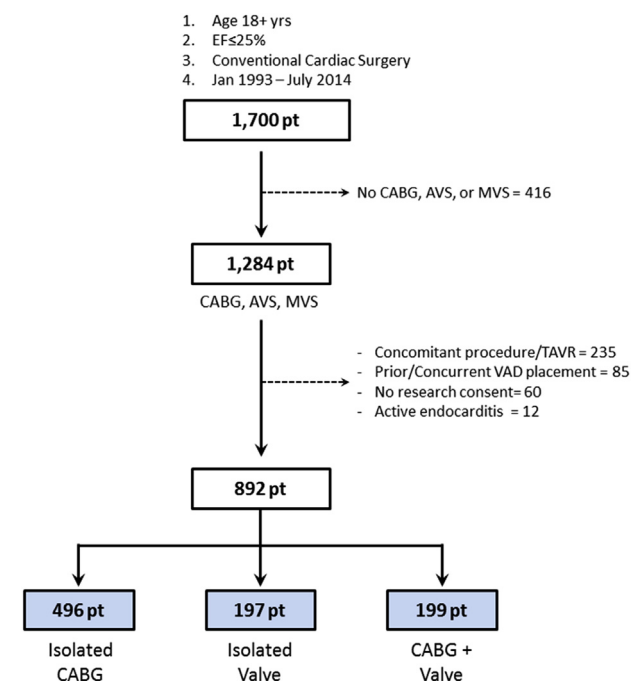 1. Age 18+ yrs
2. EF≤25%
3. Conventional Cardiac Surgery
4. Jan 1993 – July 2014
1,700 pt
No CABG, AVS, or MVS = 416
1,284 pt
CABG, AVS, MVS
- Concomitant procedure/TAVR = 235
- Prior/Concurrent VAD placement = 85
- No research consent= 60
- Active endocarditis = 12
892 pt
496 pt 197 pt 199 pt
Isolated Isolated CABG +
CABG Valve Valve